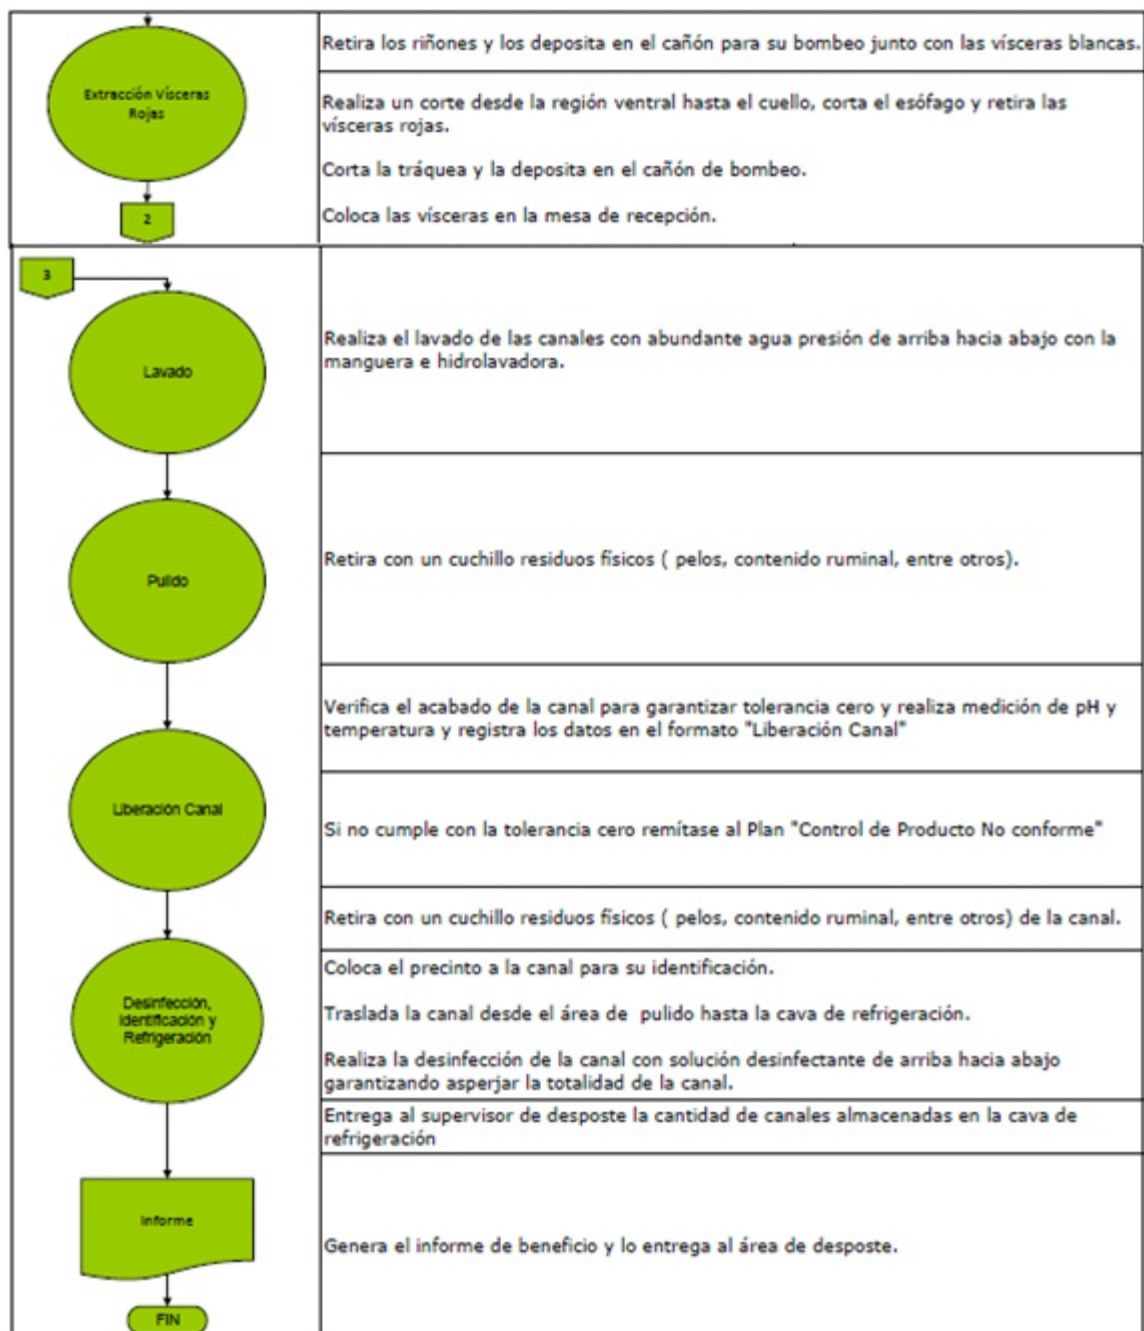 Extracción Vísceras
Rojas
2
Retira los riñones y los deposita en el cañón para su bombeo junto con las vísceras blancas.
Realiza un corte desde la región ventral hasta el cuello, corta el esófago y retira las
vísceras rojas.
Corta la tráquea y la deposita en el cañón de bombeo.
Coloca las vísceras en la mesa de recepción.
3
Lavado
Realiza el lavado de las canales con abundante agua presión de arriba hacia abajo con la
manguera e hidrolavadora.
Pulido
Retira con un cuchillo residuos físicos ( pelos, contenido ruminal, entre otros).
Liberación Canal
Verifica el acabado de la canal para garantizar tolerancia cero y realiza medición de pH y
temperatura y registra los datos en el formato "Liberación Canal"
Si no cumple con la tolerancia cero remítase al Plan "Control de Producto No conforme"
Retira con un cuchillo residuos físicos ( pelos, contenido ruminal, entre otros) de la canal.
Desinfección,
Identificación y
Refrigeración
Coloca el precinto a la canal para su identificación.
Traslada la canal desde el área de pulido hasta la cava de refrigeración.
Realiza la desinfección de la canal con solución desinfectante de arriba hacia abajo
garantizando asperjar la totalidad de la canal.
Entrega al supervisor de desposte la cantidad de canales almacenadas en la cava de
refrigeración
Informe
Genera el informe de beneficio y lo entrega al área de desposte.
FIN